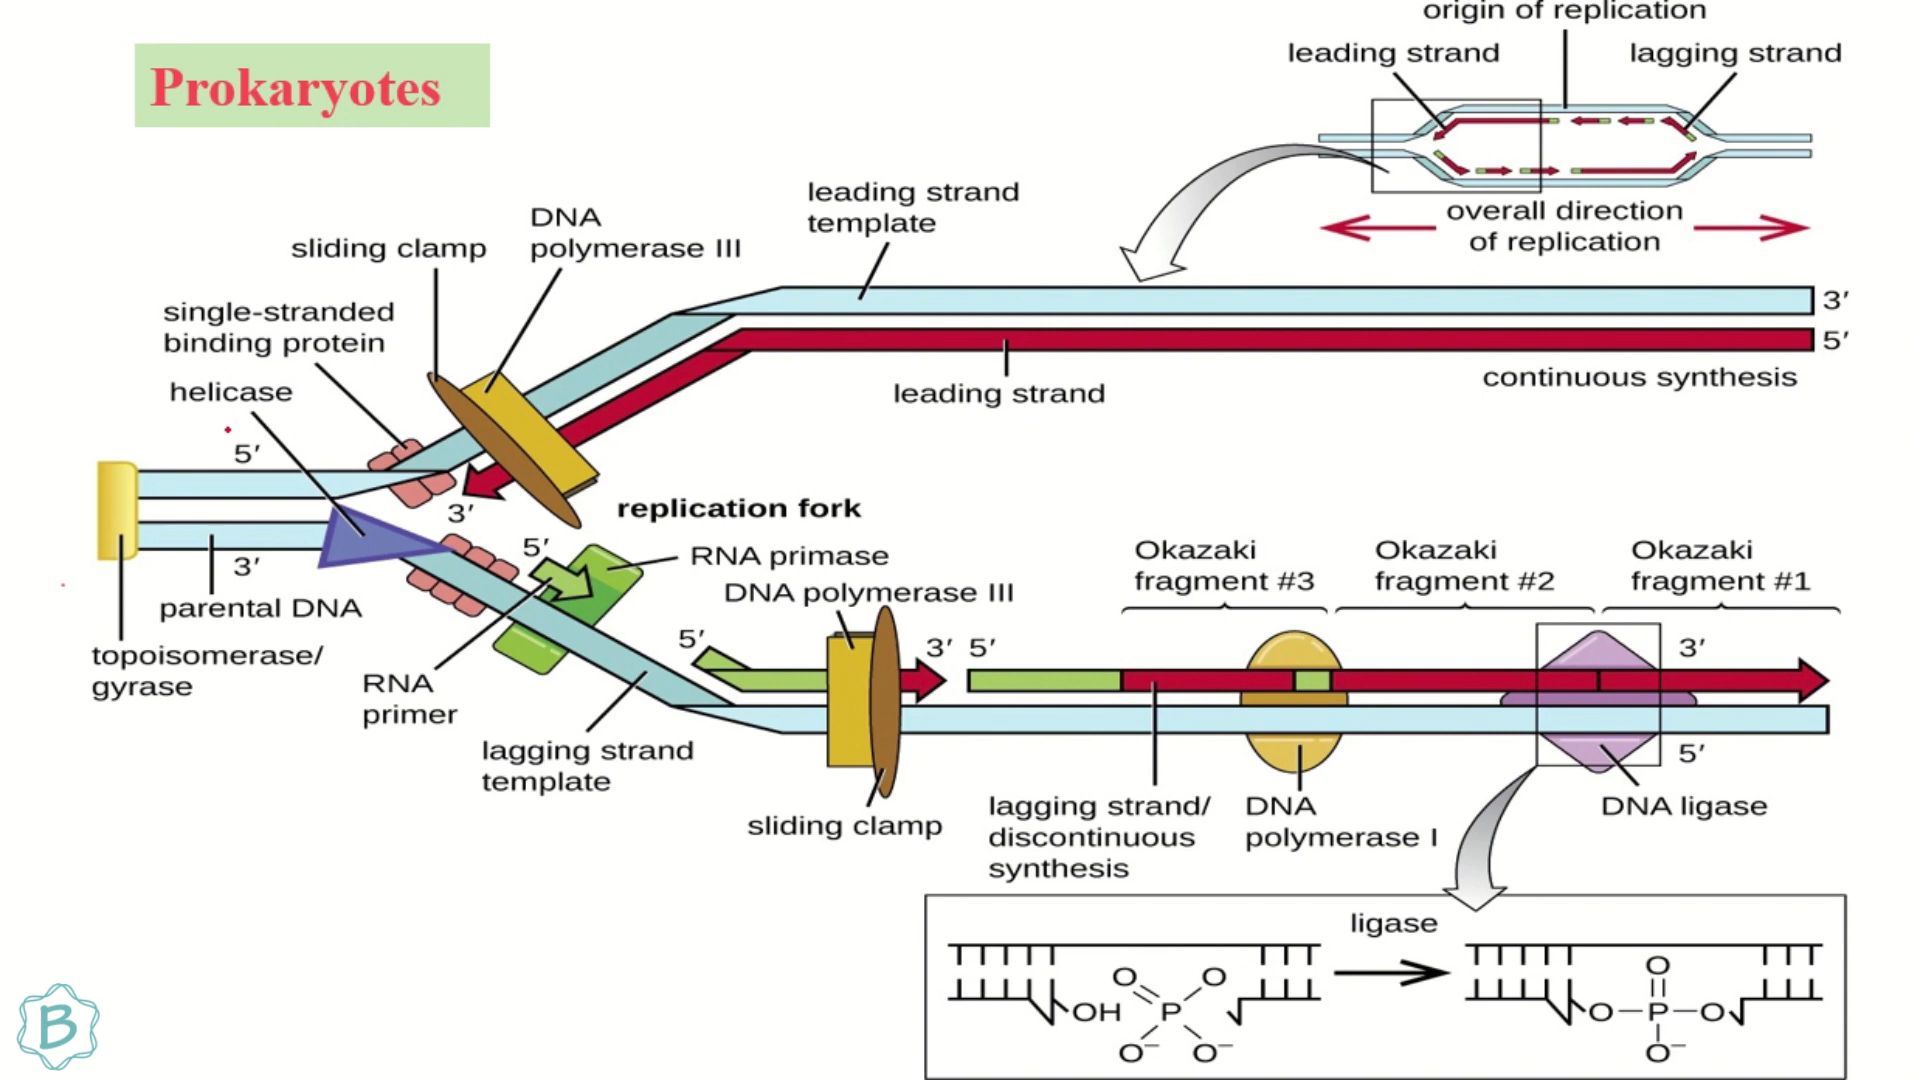 Prokaryotes
origin of replication
leading strand
lagging strand
overall direction
of replication
leading strand
template
DNA
polymerase III
sliding clamp
single-stranded
binding protein
helicase
3′
5′
leading strand
continuous synthesis
5′
3′
replication fork
5′
RNA primase
DNA polymerase III
Okazaki
fragment #3
Okazaki
fragment #2
Okazaki
fragment #1
3′
parental DNA
topoisomerase/
gyrase
RNA
primer
lagging strand
template
5′
3′
5′
3′
5′
sliding clamp
lagging strand/
discontinuous
synthesis
DNA
polymerase I
DNA ligase
ligase
OH
O
O
P
O−
O−
O
O–P–O
O−
B